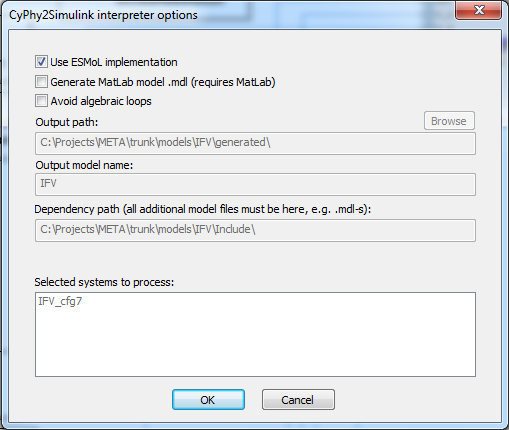 CyPhy2Simulink interpreter options
Use ESMoL implementation
Generate MatLab model .mdl (requires MatLab)
Avoid algebraic loops
Output path:
Browse
C:\Projects\META\trunk\models\IFV\generated\
Output model name:
IFV
Dependency path (all additional model files must be here, e.g. .mdl-s):
C:\Projects\META\trunk\models\IFV\Include\
Selected systems to process:
IFV_cfg7
OK Cancel